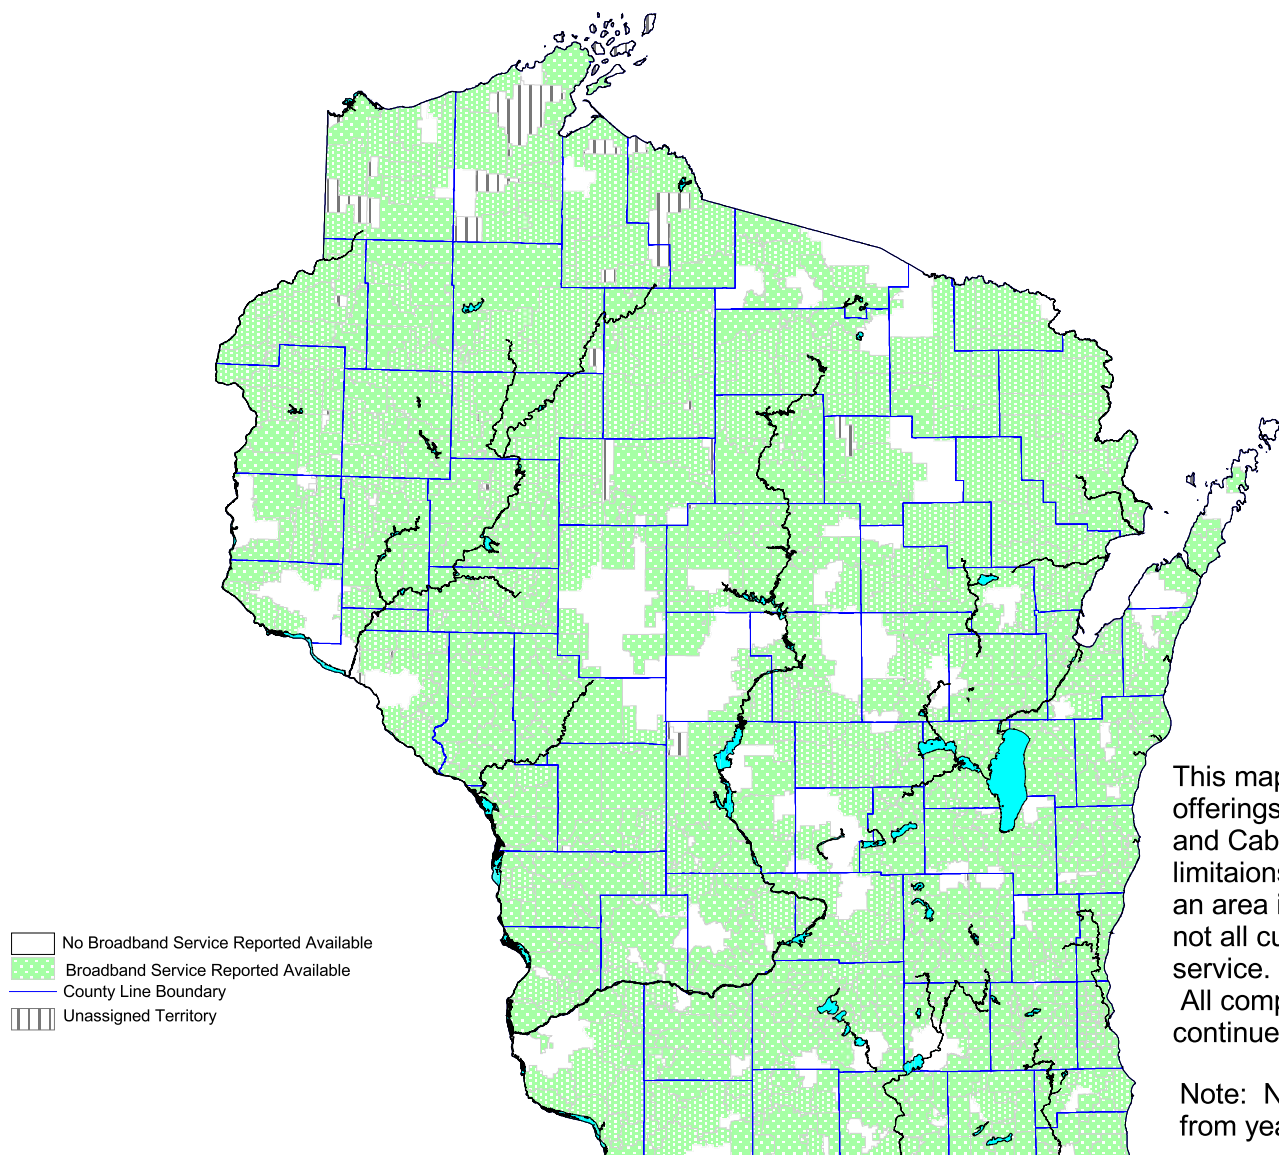 This map
offerings
and Cab
limitaions
an area i
not all cu
service.
All comp
continue
Note: N
from yea
No Broadband Service Reported Available
Broadband Service Reported Available
County Line Boundary
Unassigned Territory